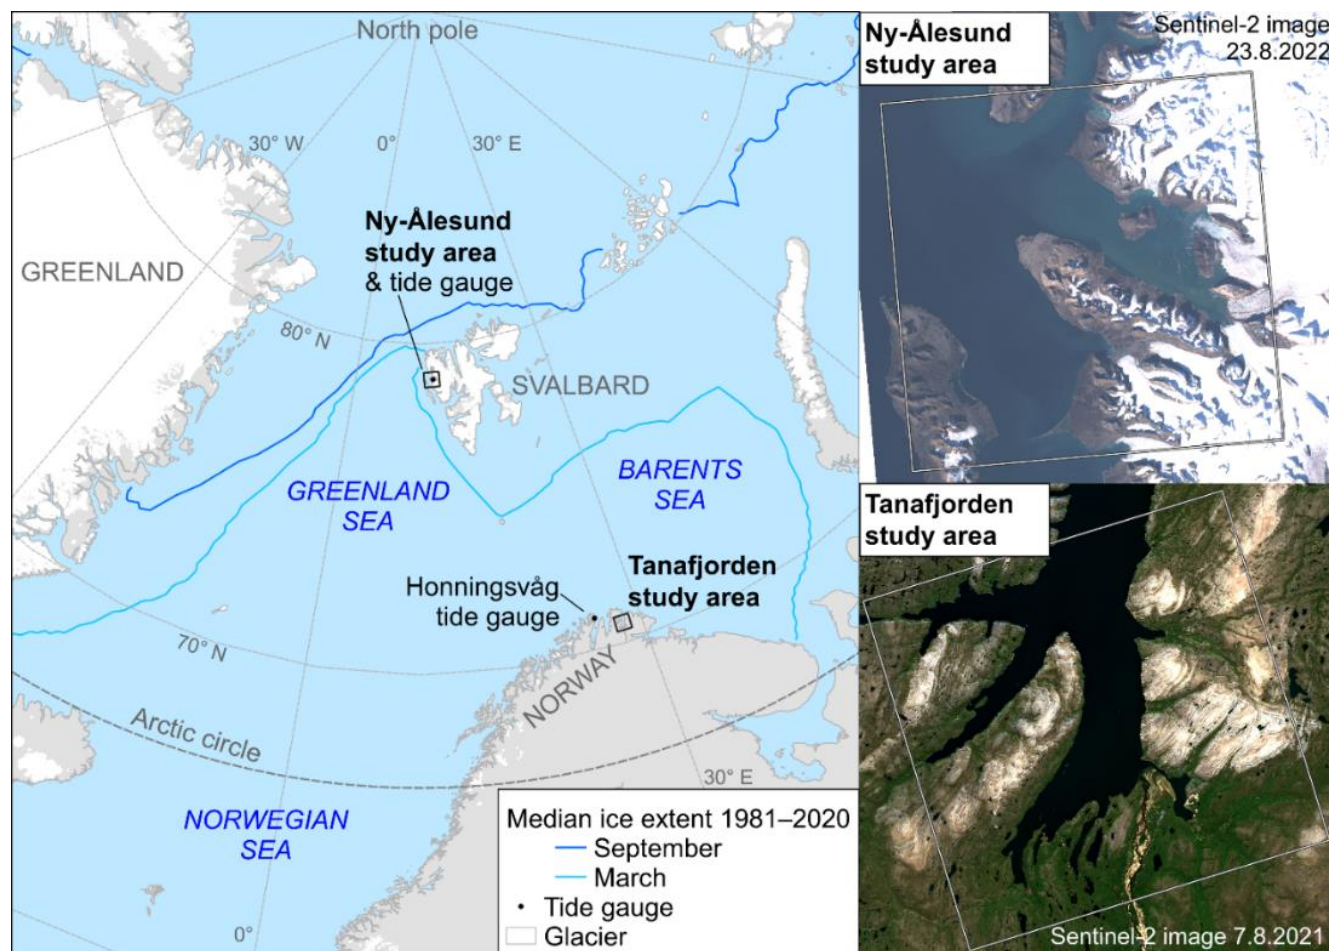 North pole
30° W
0°
30° E
Ny-Ålesund
study area
& tide gauge
GREENLAND
80° N
SVALBARD
GREENLAND
SEA
BARENTS
SEA
Tanafjorden
study area
Honningsvåg
tide gauge
70° N
NORWAY
Arctic circle
30° E
NORWEGIAN
SEA
0°
Median ice extent 1981–2020
September
March
Tide gauge
Glacier
Ny-Ålesund
study area
Sentinel-2 image
23.8.2022
Tanafjorden
study area
Sentinel-2 image 7.8.2021